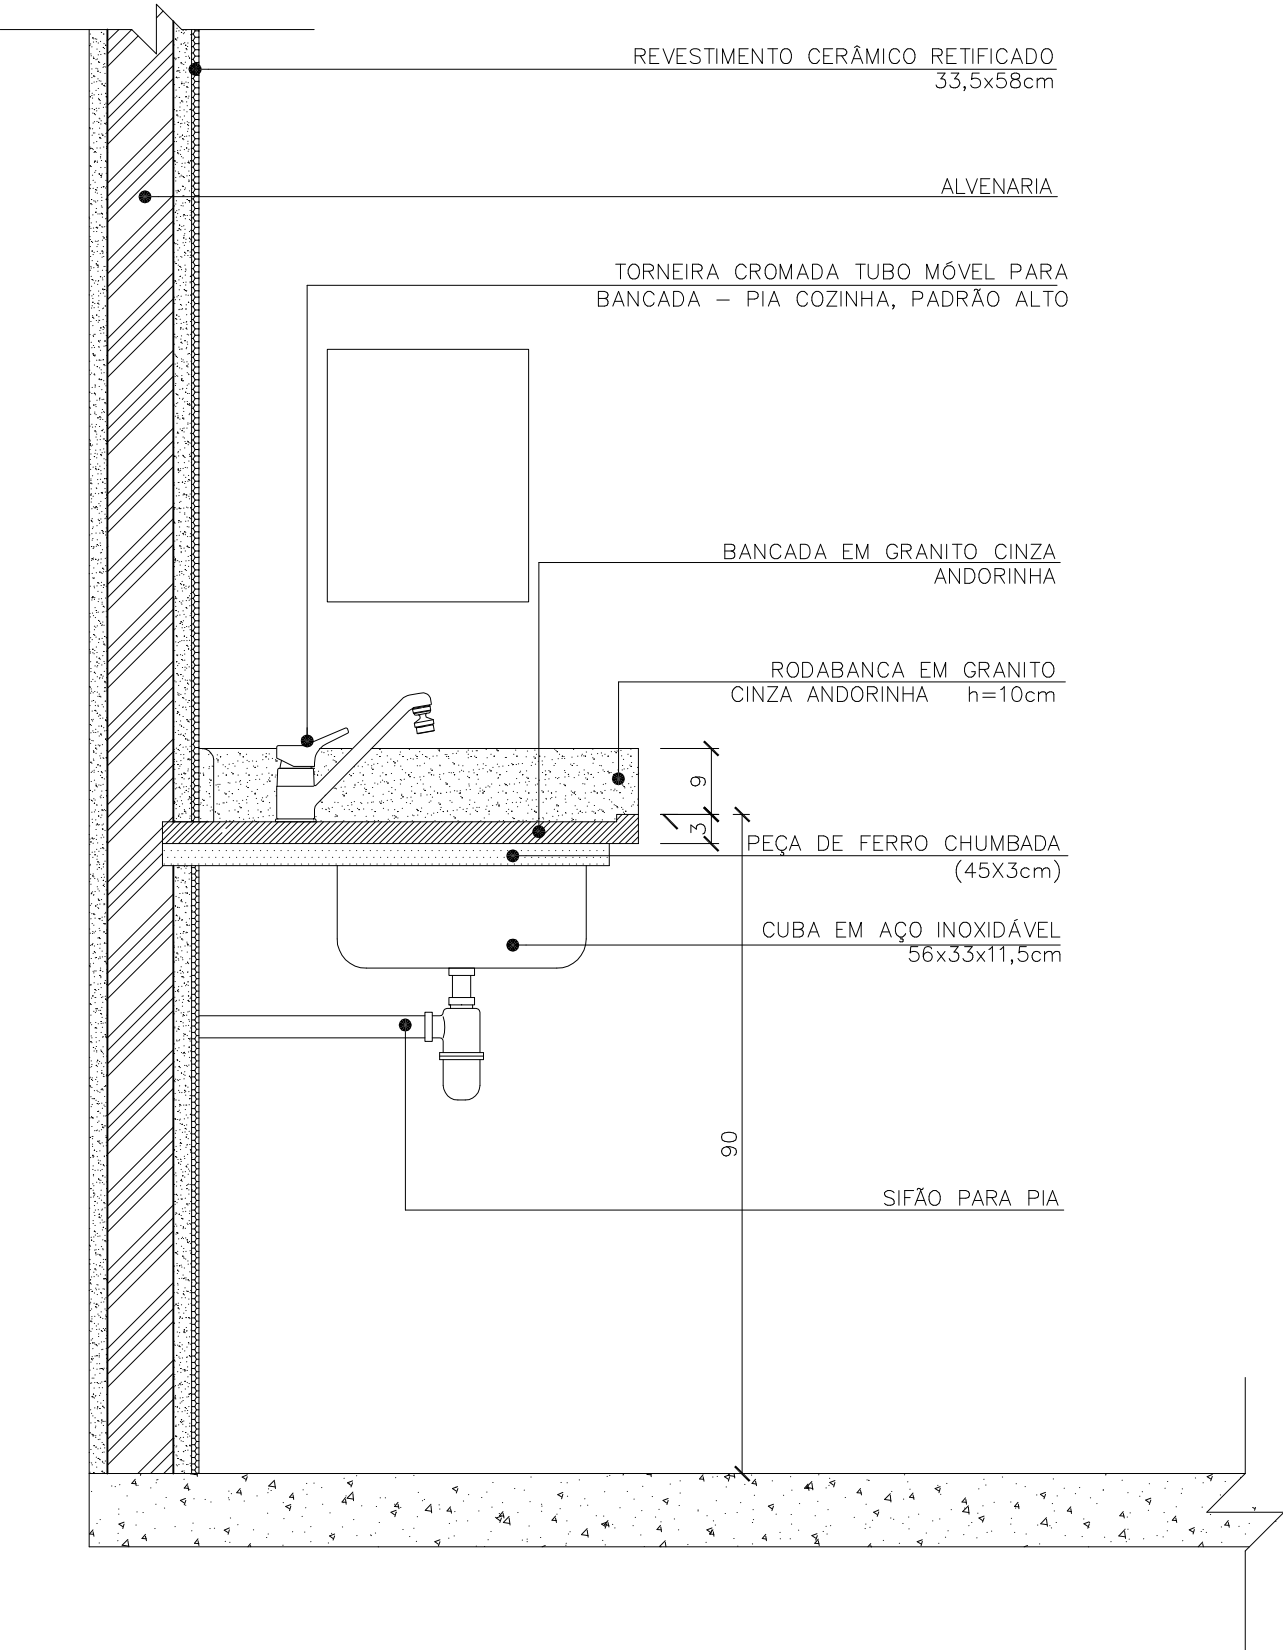 REVESTIMENTO CERÂMICO RETIFICADO
33,5x58cm
ALVENARIA
TORNEIRA CROMADA TUBO MÓVEL PARA
BANCADA – PIA COZINHA, PADRÃO ALTO
BANCADA EM GRANITO CINZA
ANDORINHA
RODABANCA EM GRANITO
CINZA ANDORINHA h=10cm
9
3
PEÇA DE FERRO CHUMBADA
(45X3cm)
CUBA EM AÇO INOXIDÁVEL
56x33x11,5cm
90
SIFÃO PARA PIA